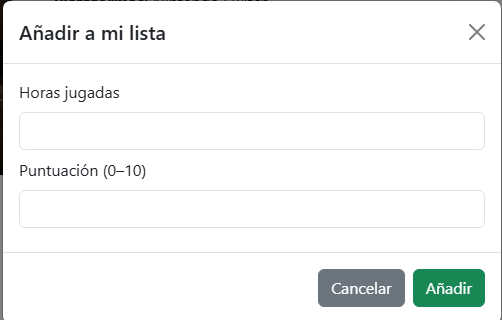 Añadir a mi lista
Horas jugadas
Puntuación (0–10)
Cancelar
Añadir